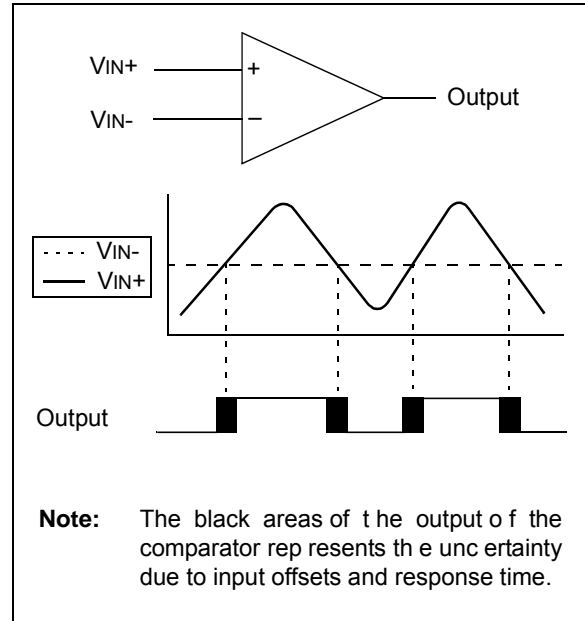 VIN+
+
Output
VIN-
–
VIN-
VIN+
Output
Note: The black areas of t he output o f the
comparator rep resents th e unc ertainty
due to input offsets and response time.